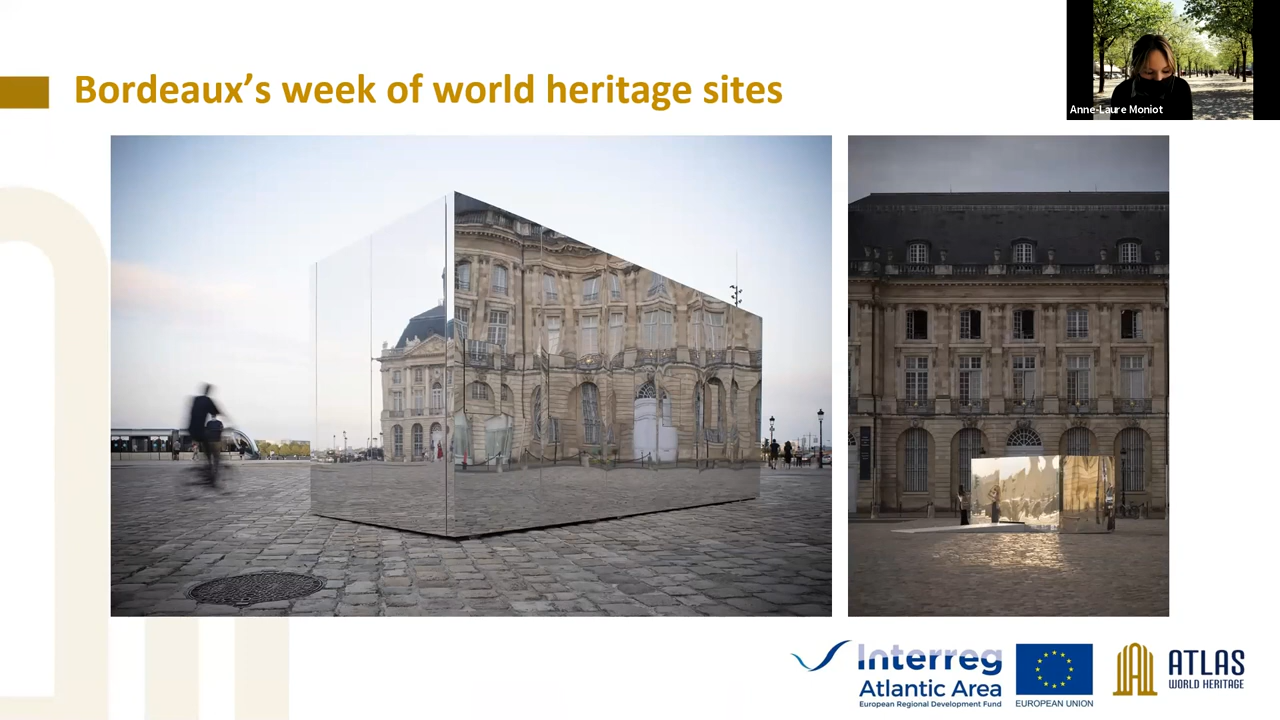 Bordeaux’s week of world heritage sites
Anne-Laure Moniot
Interreg
Atlantic Area
European Regional Development Fund
EUROPEAN UNION
ATLAS
WORLD HERITAGE